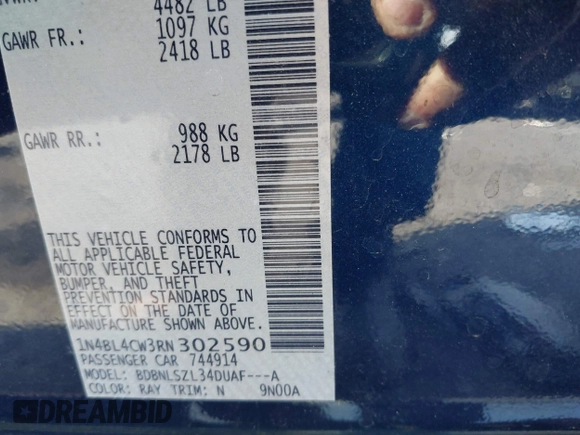 4482 LB
GAWR FR.: 1097 KG
2418 LB
GAWR RR.: 988 KG
2178 LB
THIS VEHICLE CONFORMS TO
ALL APPLICABLE FEDERAL
MOTOR VEHICLE SAFETY,
BUMPER, AND THEFT
PREVENTION STANDARDS IN
EFFECT ON THE DATE OF
MANUFACTURE SHOWN ABOVE.
1N4BL4CW3RN302590
PASSENGER CAR 744914
MODEL: BDBNLSZL34DUAF---A
COLOR: RAY TRIM: N 9N00A
DREAMBID